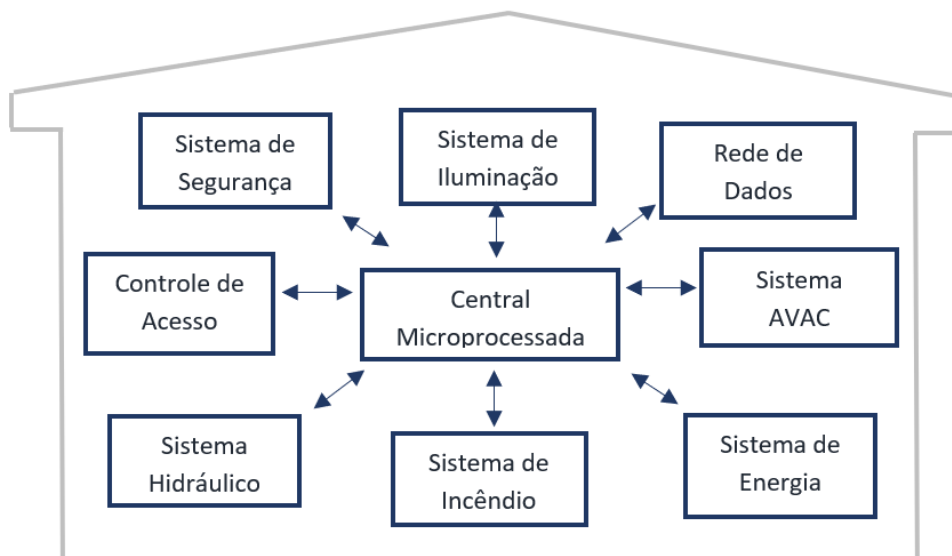 Sistema de
Segurança
Sistema de
Iluminação
Rede de
Dados
Controle de
Acesso
Central
Microprocessada
Sistema
AVAC
Sistema
Hidráulico
Sistema de
Incêndio
Sistema de
Energia